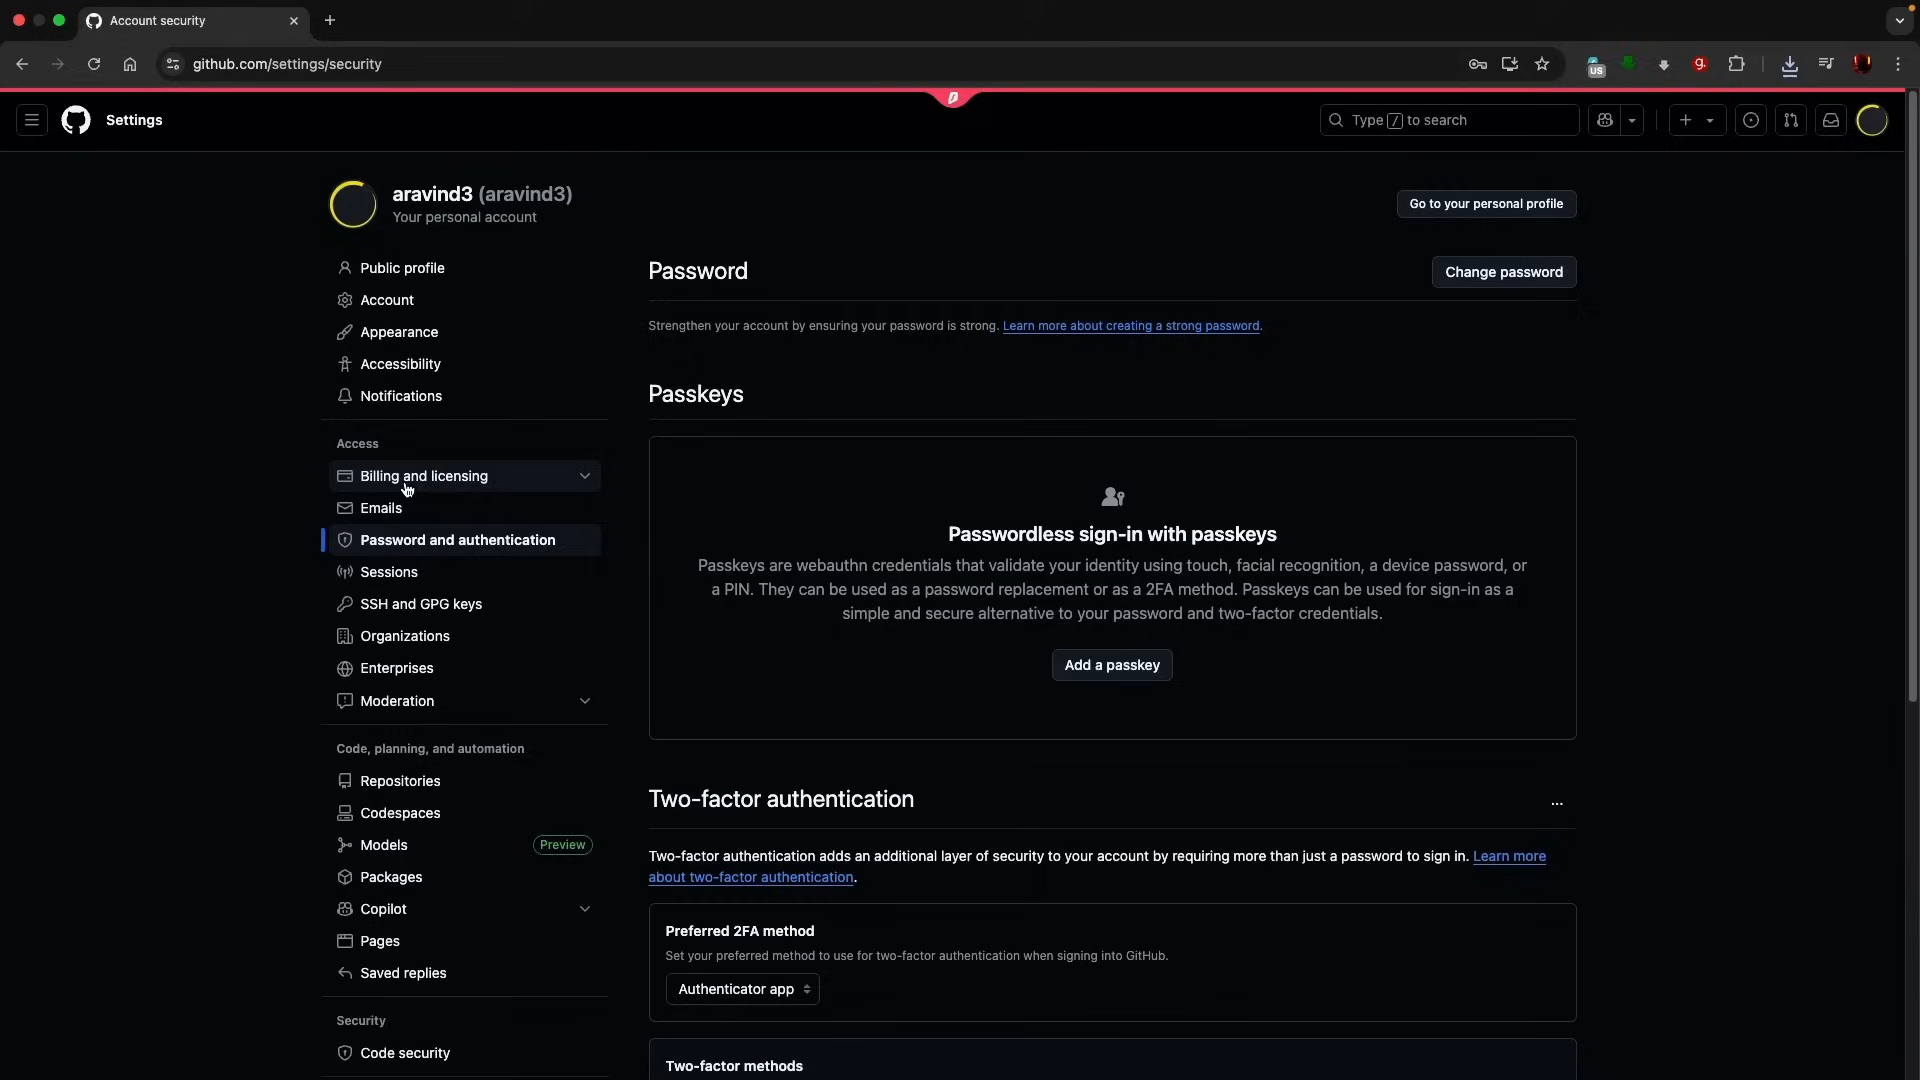 Account security
github.com/settings/security
US
g.
Settings
Type / to search
aravind3 (aravind3)
Your personal account
Go to your personal profile
Public profile
Account
Appearance
Accessibility
Notifications
Access
Billing and licensing
Emails
Password and authentication
Sessions
SSH and GPG keys
Organizations
Enterprises
Moderation
Code, planning, and automation
Repositories
Codespaces
Models
Preview
Packages
Copilot
Pages
Saved replies
Security
Code security
Password
Change password
Strengthen your account by ensuring your password is strong. Learn more about creating a strong password.
Passkeys
Passwordless sign-in with passkeys
Passkeys are webauthn credentials that validate your identity using touch, facial recognition, a device password, or
a PIN. They can be used as a password replacement or as a 2FA method. Passkeys can be used for sign-in as a
simple and secure alternative to your password and two-factor credentials.
Add a passkey
Two-factor authentication
...
Two-factor authentication adds an additional layer of security to your account by requiring more than just a password to sign in. Learn more
about two-factor authentication.
Preferred 2FA method
Set your preferred method to use for two-factor authentication when signing into GitHub.
Authenticator app
Two-factor methods